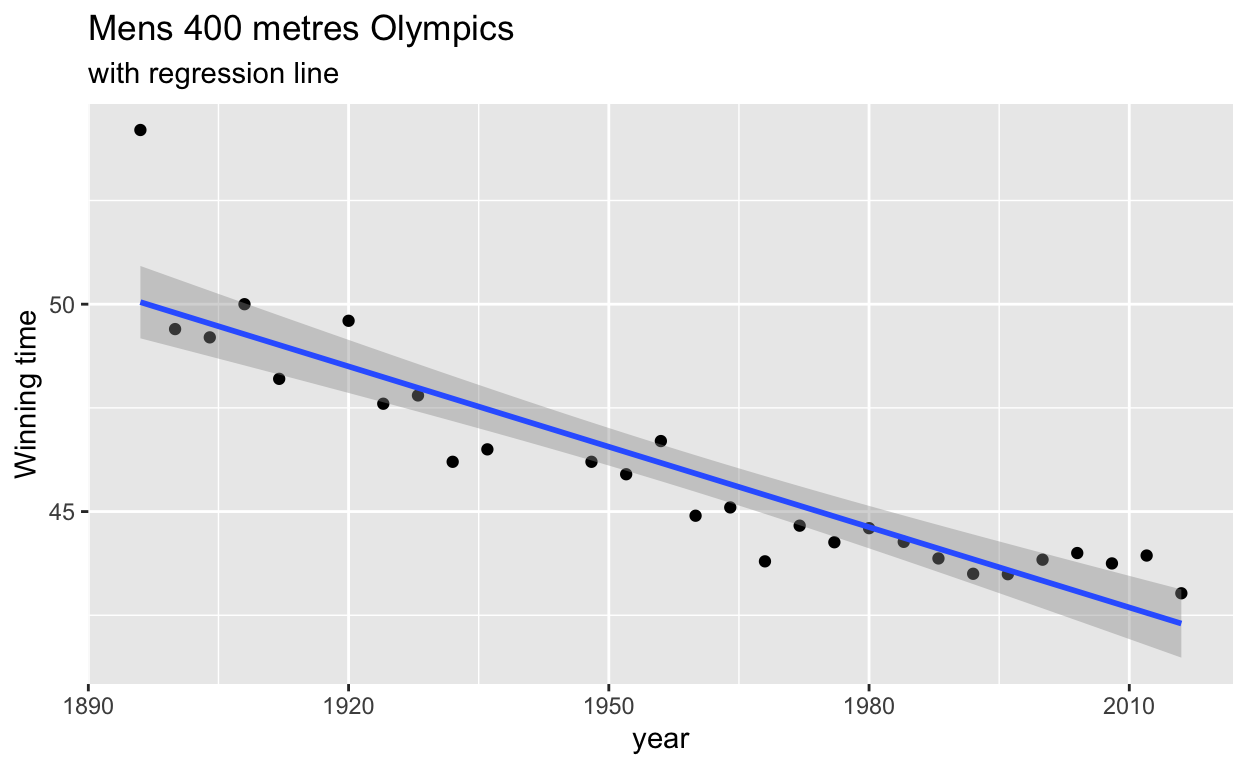 Mens 400 metres Olympics
with regression line
Winning time
50
45
1890 1920 1950 1980 2010
year